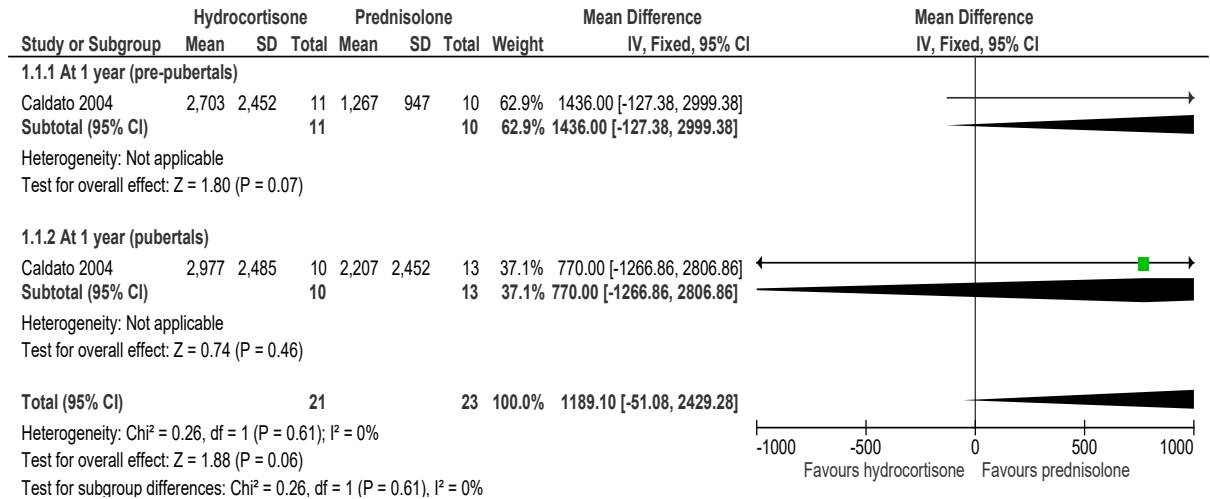 Hydrocortisone Prednisolone Mean Difference Mean Difference
Study or Subgroup Mean SD Total Mean SD Total Weight IV, Fixed, 95% CI IV, Fixed, 95% CI
1.1.1 At 1 year (pre-pubertals)
Caldato 2004 2,703 2,452 11 1,267 947 10 62.9% 1436.00 [-127.38, 2999.38]
Subtotal (95% CI) 11 10 62.9% 1436.00 [-127.38, 2999.38]
Heterogeneity: Not applicable
Test for overall effect: Z = 1.80 (P = 0.07)
1.1.2 At 1 year (pubertals)
Caldato 2004 2,977 2,485 10 2,207 2,452 13 37.1% 770.00 [-1266.86, 2806.86]
Subtotal (95% CI) 10 13 37.1% 770.00 [-1266.86, 2806.86]
Heterogeneity: Not applicable
Test for overall effect: Z = 0.74 (P = 0.46)
Total (95% CI) 21 23 100.0% 1189.10 [-51.08, 2429.28]
Heterogeneity: Chi² = 0.26, df = 1 (P = 0.61); I² = 0%
Test for overall effect: Z = 1.88 (P = 0.06)
Test for subgroup differences: Chi² = 0.26, df = 1 (P = 0.61), I² = 0%
-1000 -500 0 500 1000
Favours hydrocortisone Favours prednisolone